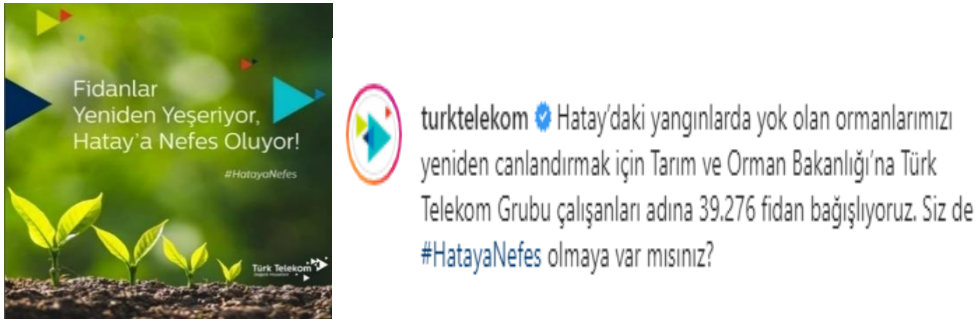 Fidanlar
Yeniden Yeşeriyor,
Hatay'a Nefes Oluyor!
#HatayaNefes
Türk Telekom
turktelekom Hatay'daki yangınlarda yok olan ormanlarımızı
yeniden canlandırmak için Tarım ve Orman Bakanlığı'na Türk
Telekom Grubu çalışanları adına 39.276 fidan bağışlıyoruz. Siz de
#HatayaNefes olmaya var mısınız?